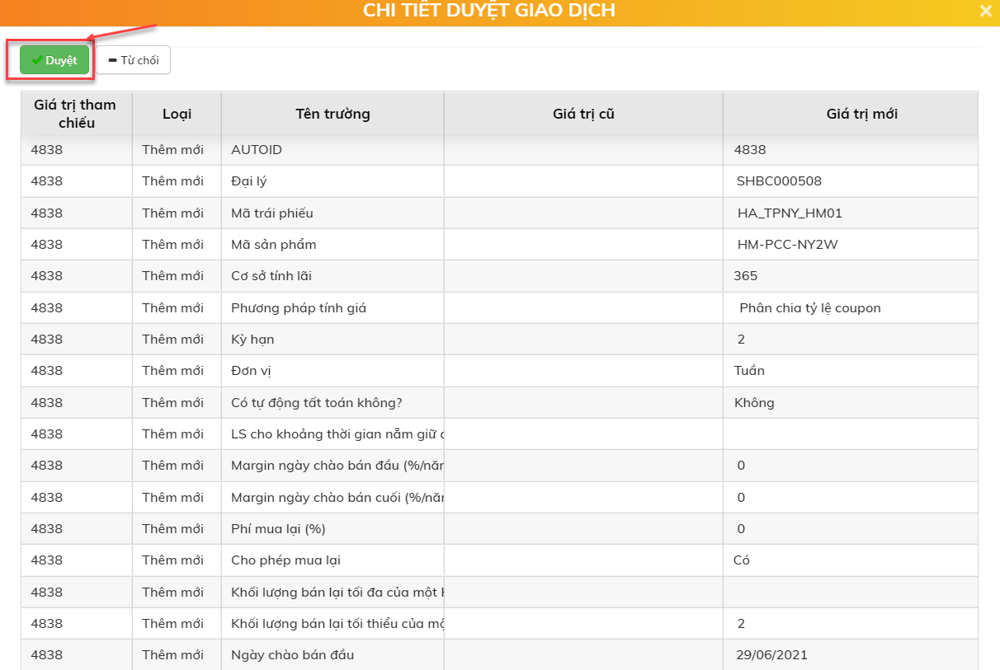 CHI TIẾT DUYỆT GIAO DỊCH
Duyệt Từ chối
Giá trị tham chiếu Loại Tên trường Giá trị cũ Giá trị mới
4838 Thêm mới AUTOID 4838
4838 Thêm mới Đại lý SHBC000508
4838 Thêm mới Mã trái phiếu HA_TPNY_HM01
4838 Thêm mới Mã sản phẩm HM-PCC-NY2W
4838 Thêm mới Cơ sở tính lãi 365
4838 Thêm mới Phương pháp tính giá Phân chia tỷ lệ coupon
4838 Thêm mới Kỳ hạn 2
4838 Thêm mới Đơn vị Tuần
4838 Thêm mới Có tự động tất toán không? Không
4838 Thêm mới LS cho khoảng thời gian nắm giữ
4838 Thêm mới Margin ngày chào bán đầu (%/năm 0
4838 Thêm mới Margin ngày chào bán cuối (%/năm 0
4838 Thêm mới Phí mua lại (%) 0
4838 Thêm mới Cho phép mua lại Có
4838 Thêm mới Khối lượng bán lại tối đa của một
4838 Thêm mới Khối lượng bán lại tối thiểu của 2
4838 Thêm mới Ngày chào bán đầu 29/06/2021